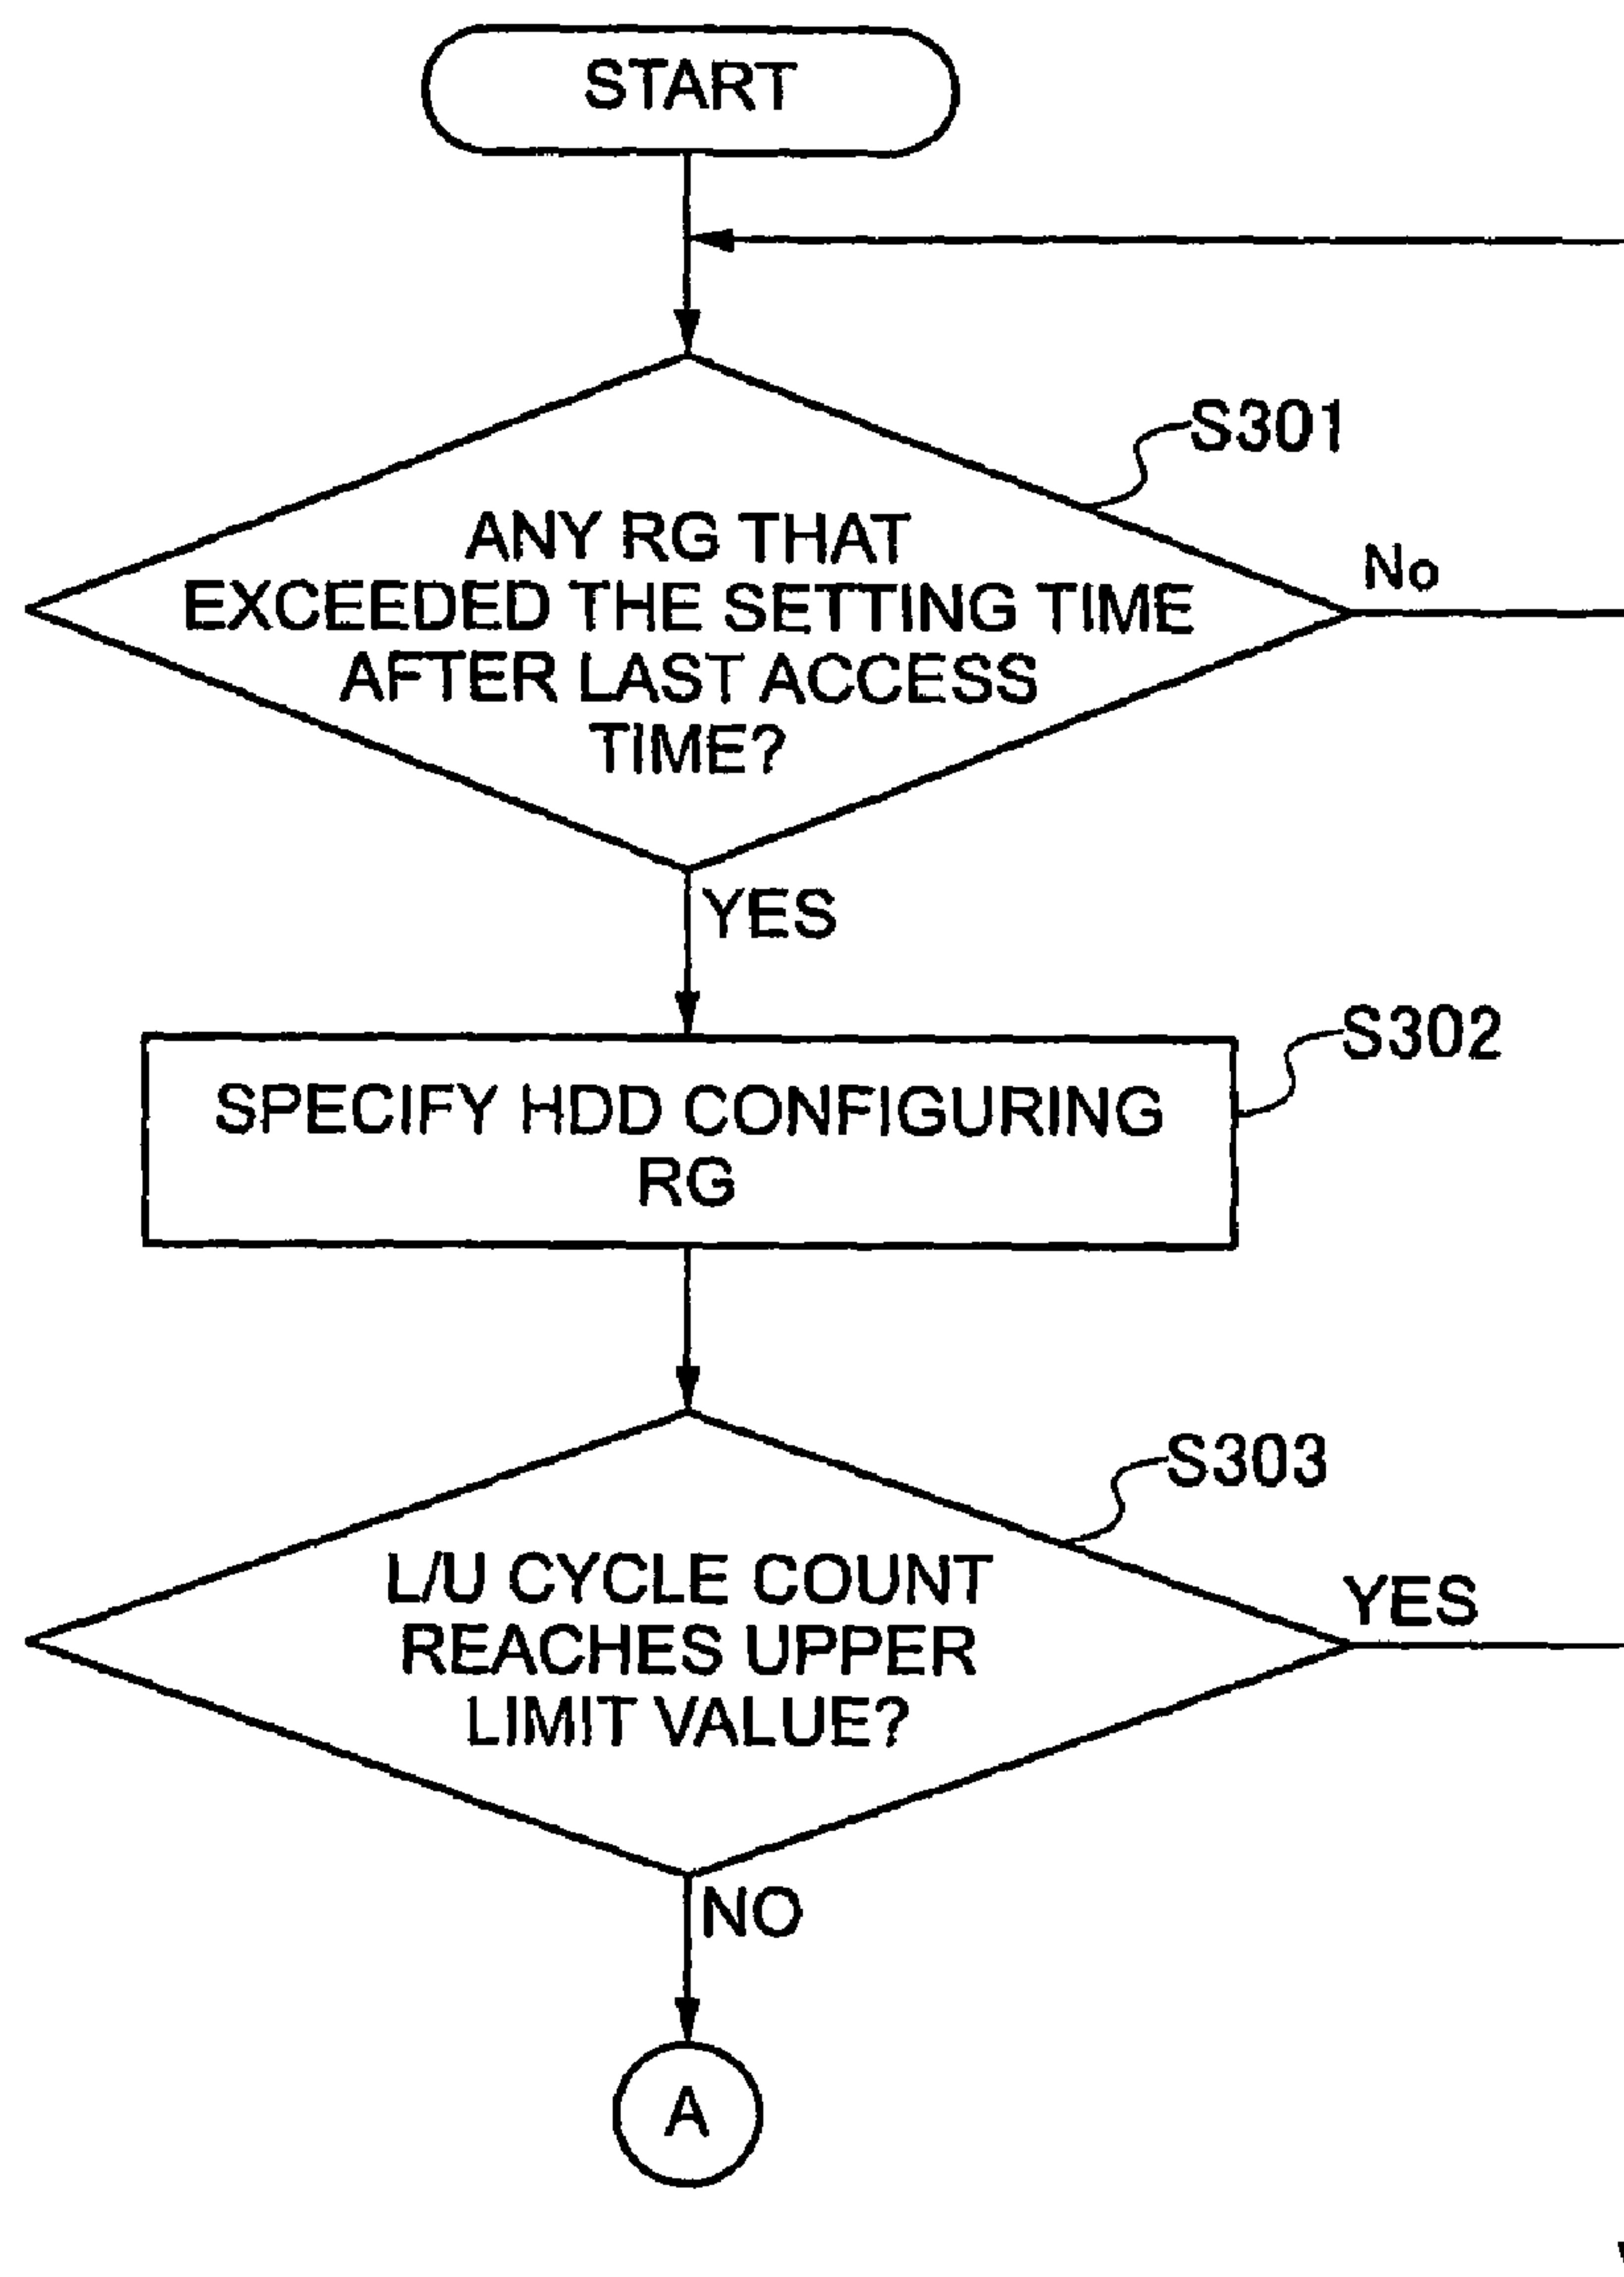 START
S301
ANY RG THAT
EXCEEDED THE SETTING TIME
AFTER LAST ACCESS
TIME?
No
YES
S302
SPECIFY HDD CONFIGURING
RG
S303
L/U CYCLE COUNT
REACHES UPPER
LIMIT VALUE?
YES
NO
A